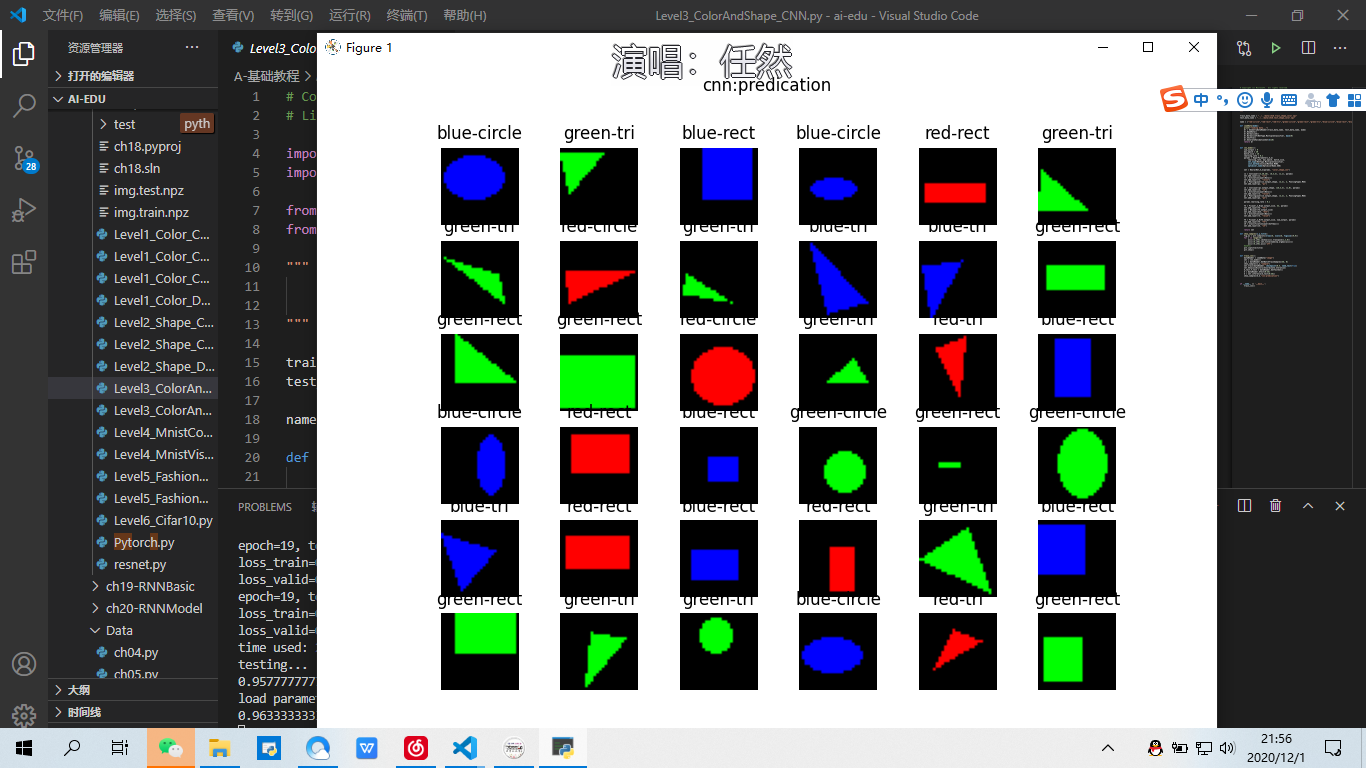 文件(F) 编辑(E) 选择(S) 查看(V) 转到(G) 运行(R) 终端(T) 帮助(H) Level3_ColorAndShape_CNN.py - ai-edu - Visual Studio Code
资源管理器 ...
打开的编辑器
AI-EDU
test
pyth
ch18.pyproj
ch18.sln
img.test.npz
img.train.npz
Level1_Color_C...
Level1_Color_C...
Level1_Color_C...
Level1_Color_D...
Level2_Shape_C...
Level2_Shape_C...
Level2_Shape_D...
Level3_ColorAn...
Level3_ColorAn...
Level4_MnistCo...
Level4_MnistVis...
Level5_Fashion...
Level5_Fashion...
Level6_Cifar10.py
Pytorch.py
resnet.py
ch19-RNNBasic
ch20-RNNModel
Data
ch04.py
ch05.py
大纲
时间线
28
Level3_Colo
A-基础教程
1 # Co
2 # Li
3
4 impo
5 impo
6
7 from
8 from
9
10 """
11
12
13 """
14
15 trai
16 test
17
18 name
19
20 def
21
PROBLEMS
epoch=19, to
loss_train=
loss_valid=
epoch=19, to
loss_train=
loss_valid=
time used:
testing...
0.957777777
load paramet
0.963333333
Figure 1
演唱：任然
cnn:predication
blue-circle green-tri blue-rect blue-circle red-rect green-tri
green-tri red-circle green-tri blue-tri blue-tri green-rect
green-rect green-rect red-circle green-tri red-tri blue-rect
blue-circle red-rect blue-rect green-circle green-rect green-circle
blue-tri red-rect blue-rect red-rect green-tri blue-rect
green-rect green-tri green-tri blue-circle red-tri green-rect
中
21:56
2020/12/1